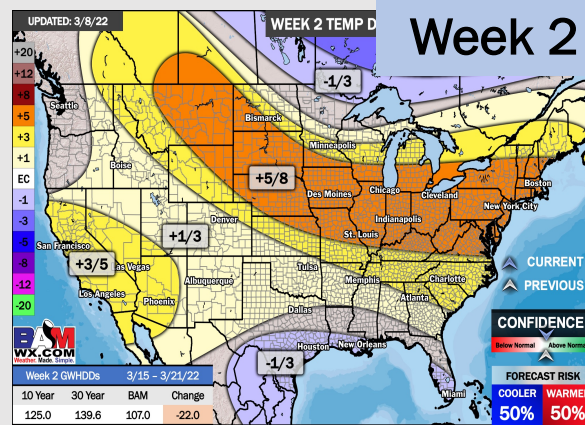 UPDATED: 3/8/22
WEEK 2 TEMP D
Week 2
+20
+12
+8
+5
+3
+1
EC
-1
-3
-5
-8
-12
-20
-1/3
Seattle
Bismarck
Minneapolis
Boise
+5/8
Des Moines
Chicago
Cleveland
Boston
New York City
Indianapolis
Denver
St. Louis
+1/3
San Francisco
+3/5
as Vegas
Tulsa
Memphis
Charlotte
Los Angeles
Phoenix
Albuquerque
Atlanta
Dallas
Houston
New Orleans
-1/3
Miami
CURRENT
PREVIOUS
CONFIDENCE
Below Normal
Above Norma
FORECAST RISK
COOLER
WARME
50%
50%
BAM
WX.COM
Weather. Made. Simple.
Week 2 GWHDDs 3/15 – 3/21/22
10 Year 30 Year BAM Change
125.0 139.6 107.0 -22.0